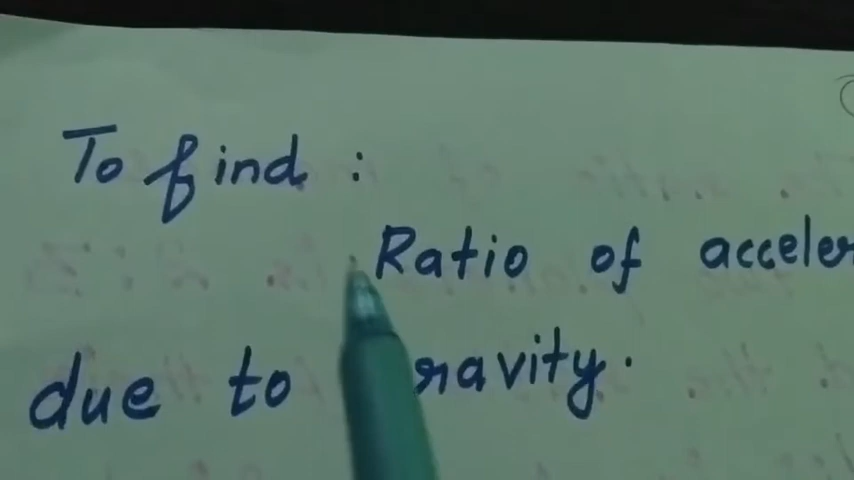 To find :
Ratio of acceler
due to ravity.